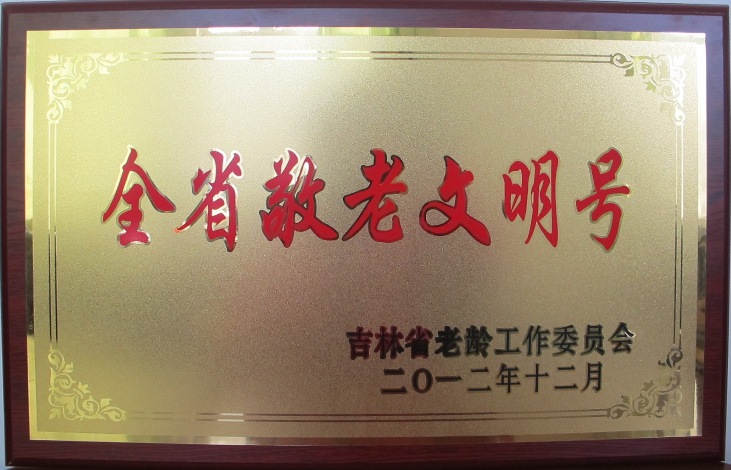 全省敬老文明号
吉林省老龄工作委员会
二〇一二年十二月